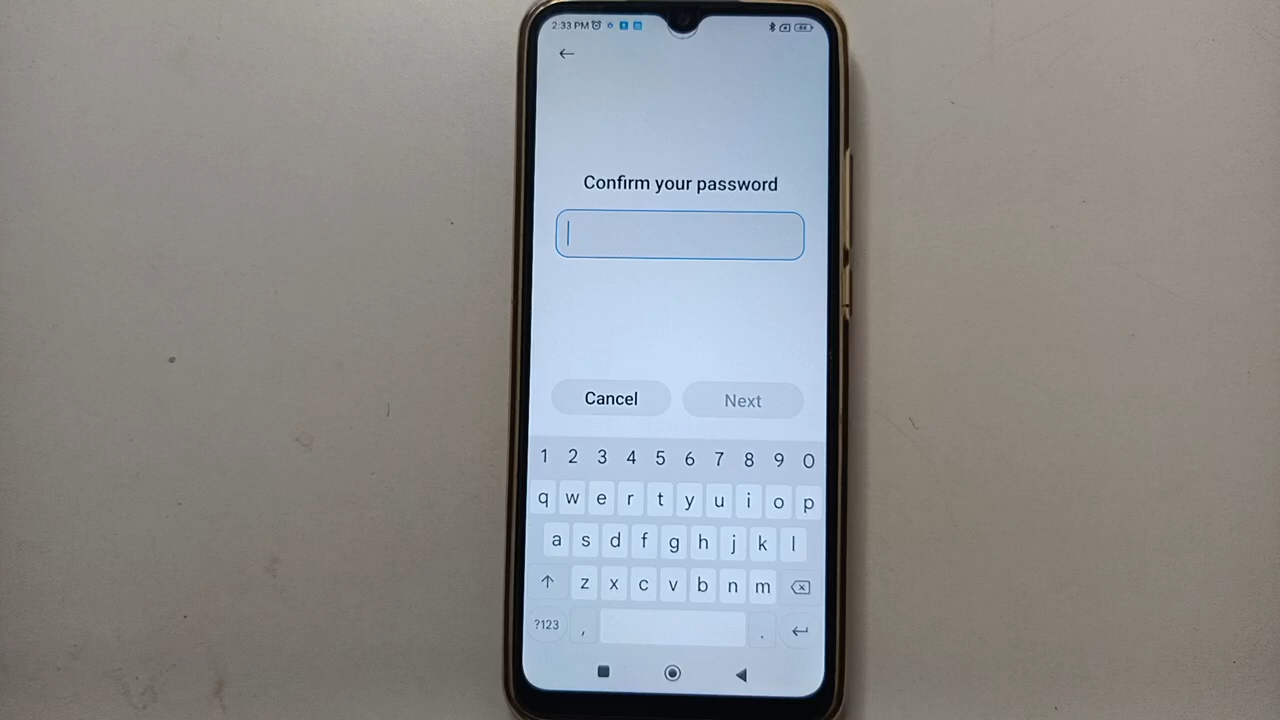 2:33 PM
Confirm your password
Cancel Next
1 2 3 4 5 6 7 8 9 0
q w e r t y u i o p
a s d f g h j k l
z x c v b n m
?123 , .